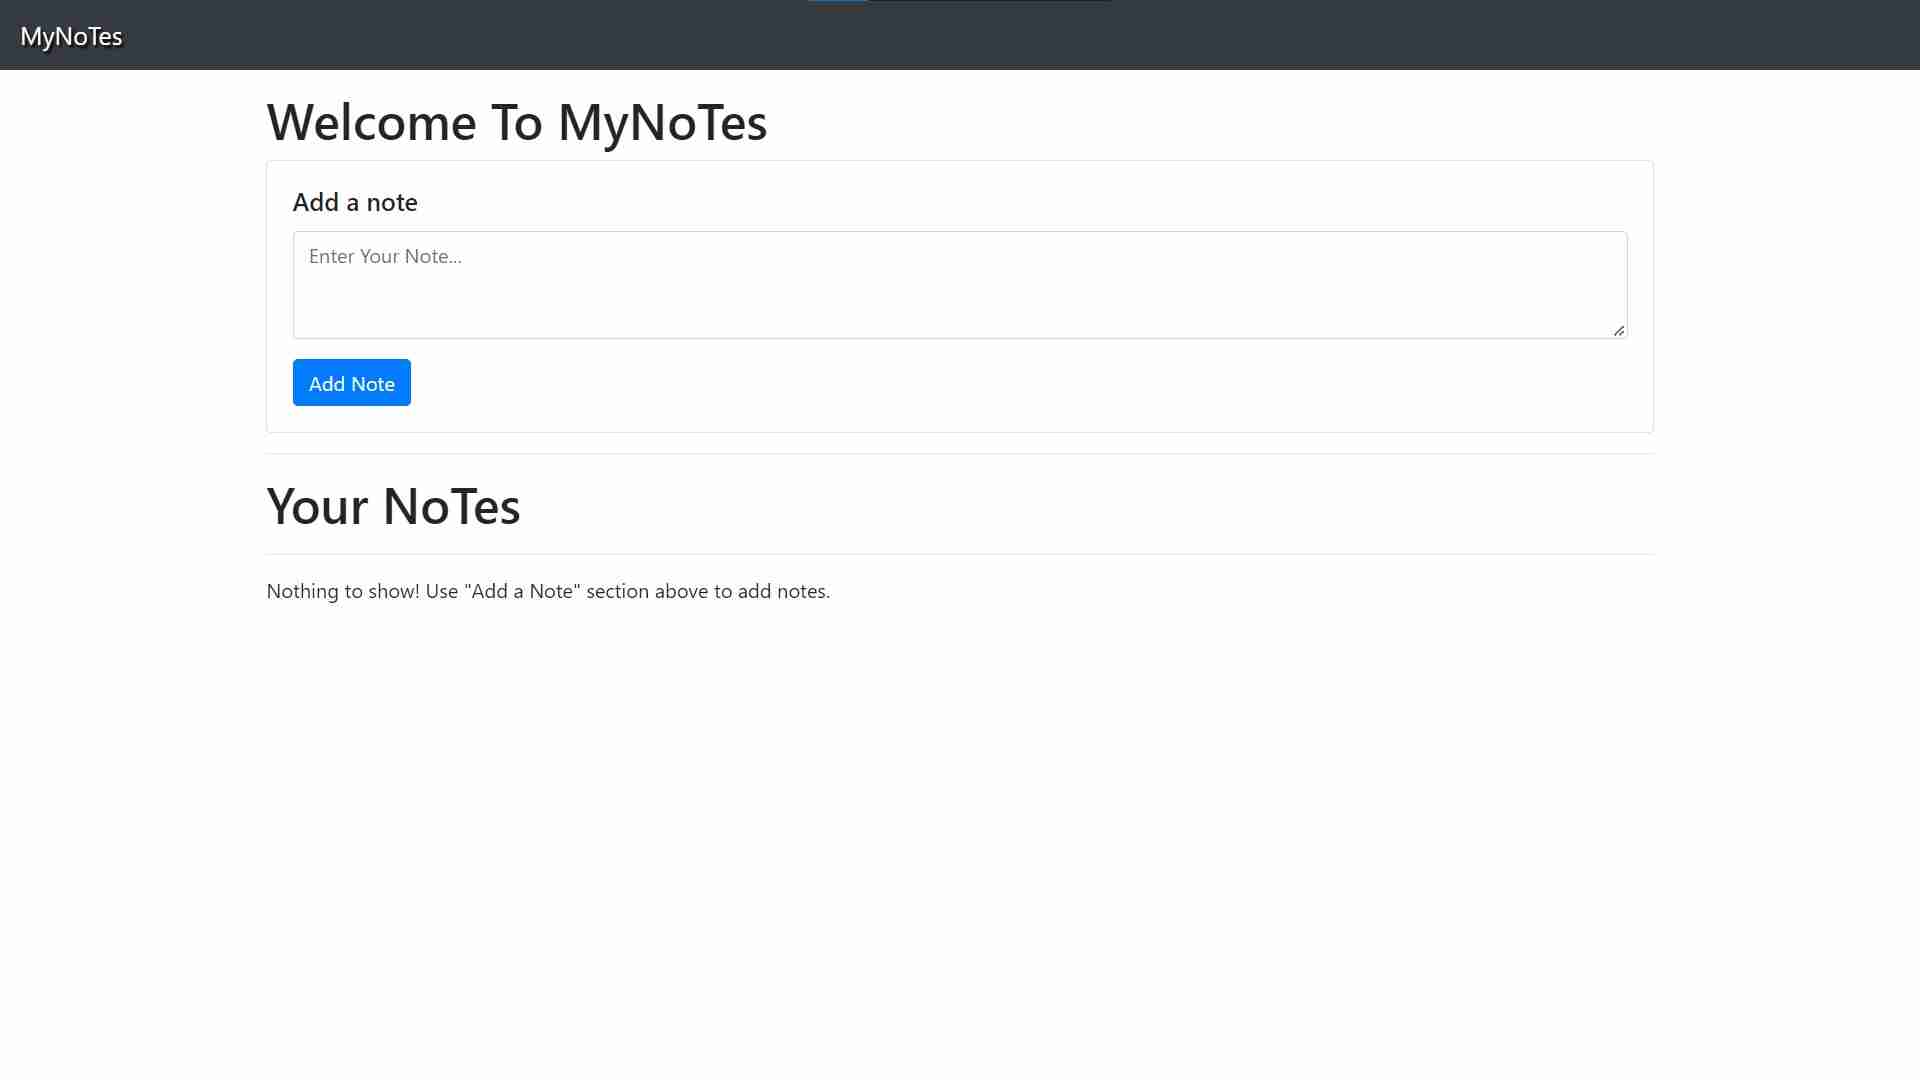 MyNoTes
Welcome To MyNoTes
Add a note
Enter Your Note...
Add Note
Your NoTes
Nothing to show! Use "Add a Note" section above to add notes.